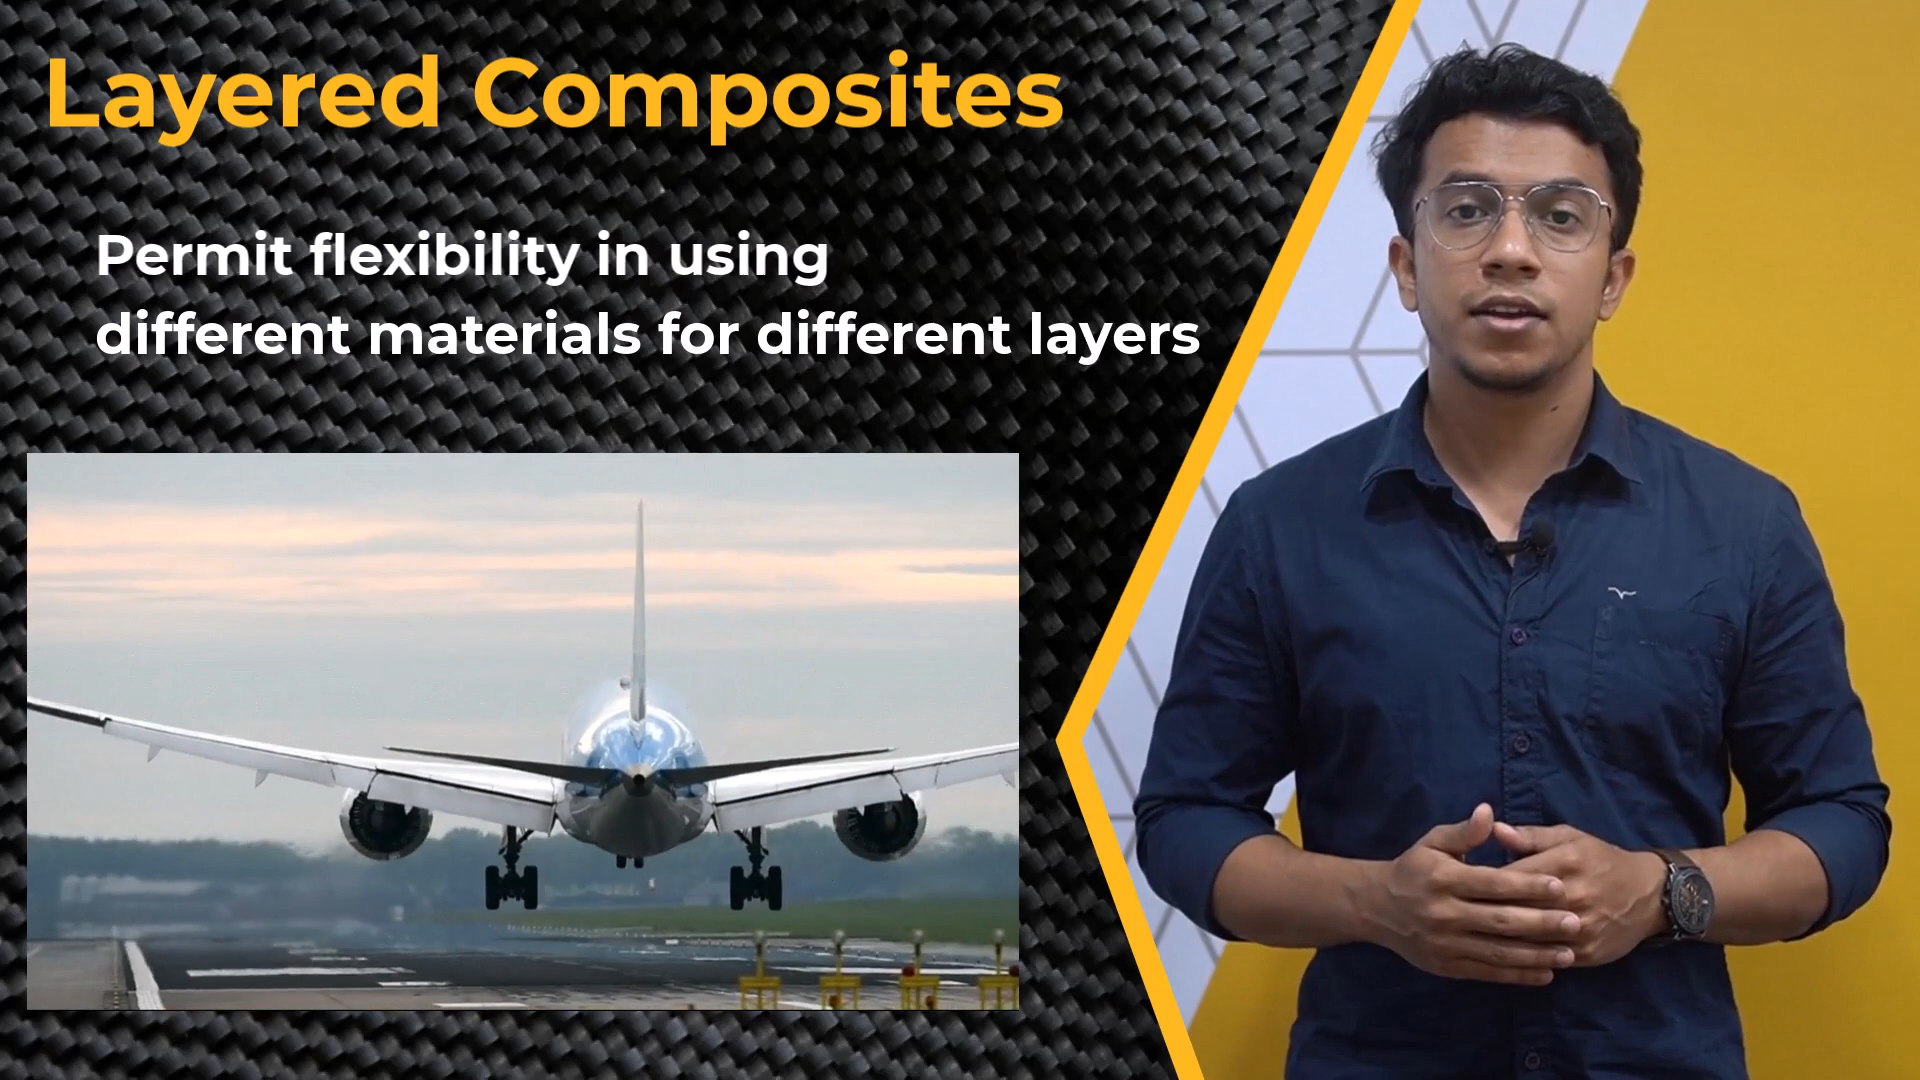 Layered Composites
Permit flexibility in using
different materials for different layers